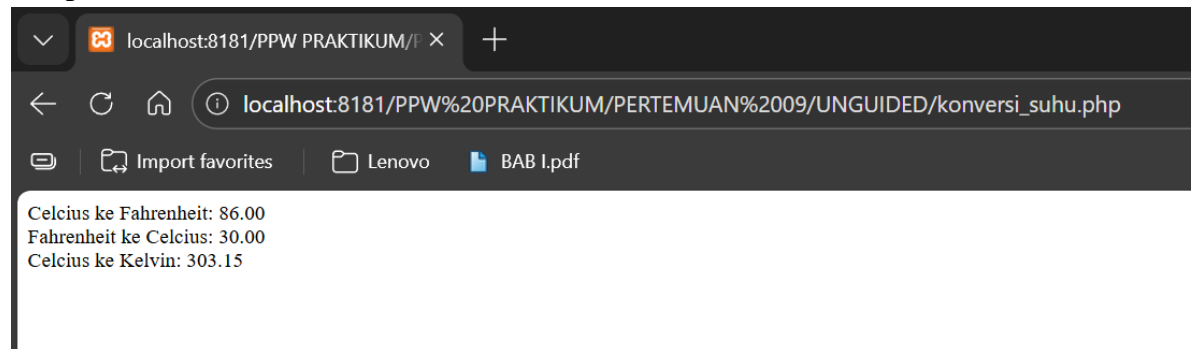 localhost:8181/PPW PRAKTIKUM/P
localhost:8181/PPW%20PRAKTIKUM/PERTEMUAN%2009/UNGUIDED/konversi_suhu.php
Import favorites Lenovo BAB I.pdf
Celcius ke Fahrenheit: 86.00
Fahrenheit ke Celcius: 30.00
Celcius ke Kelvin: 303.15